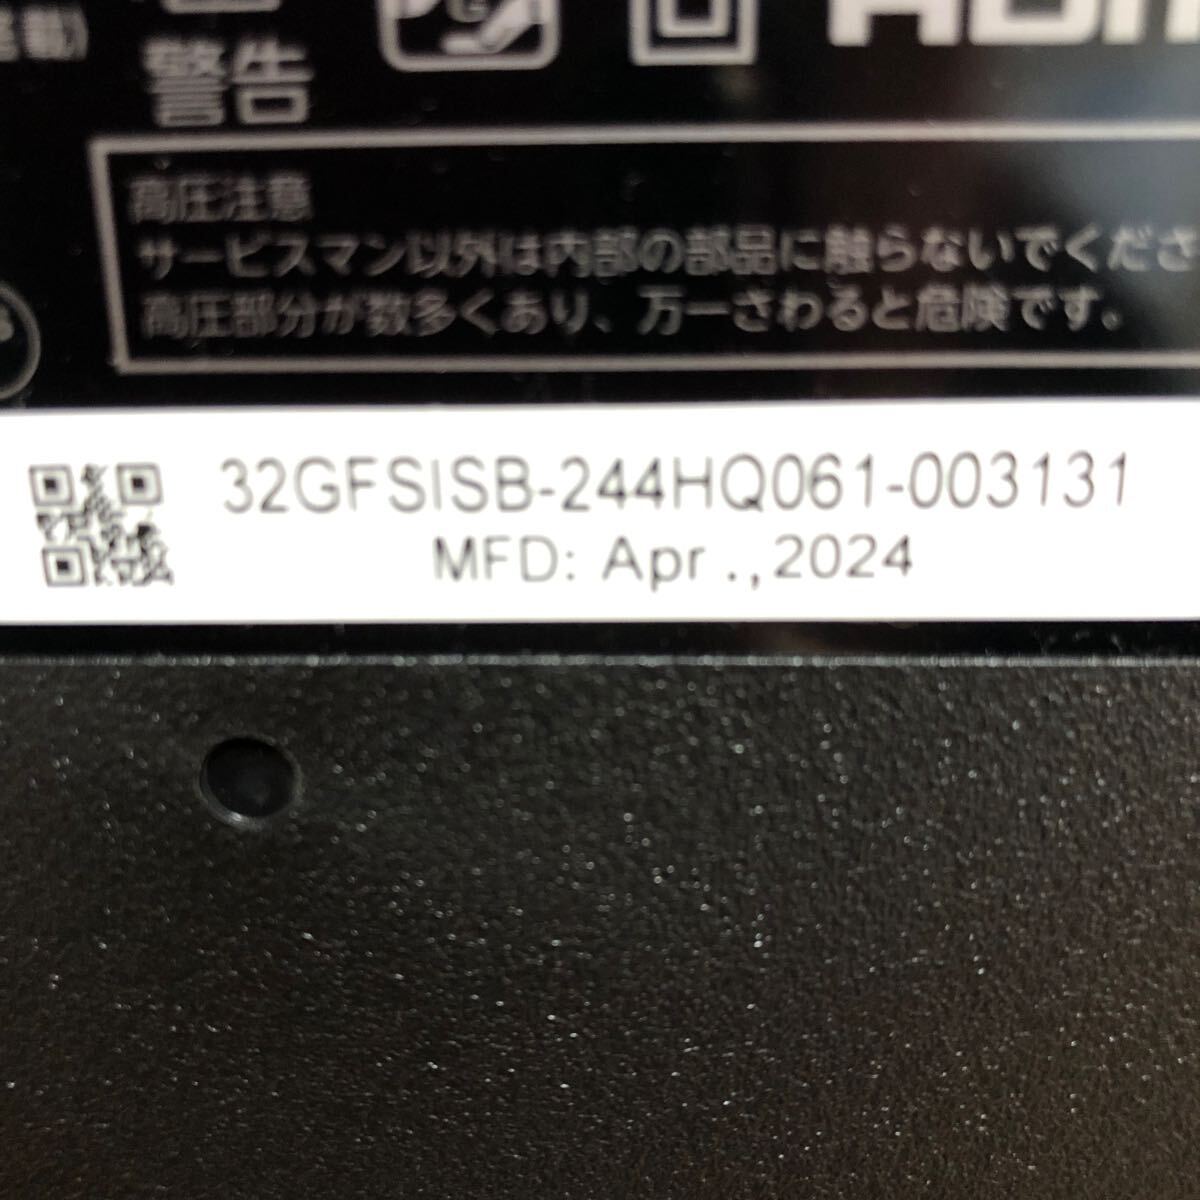 警告
高圧注意
サービスマン以外は内部の部品に触らないでくださ
高圧部分が数多くあり、万一さわると危険です。
32GFSISB-244HQ061-003131
MFD: Apr .,2024